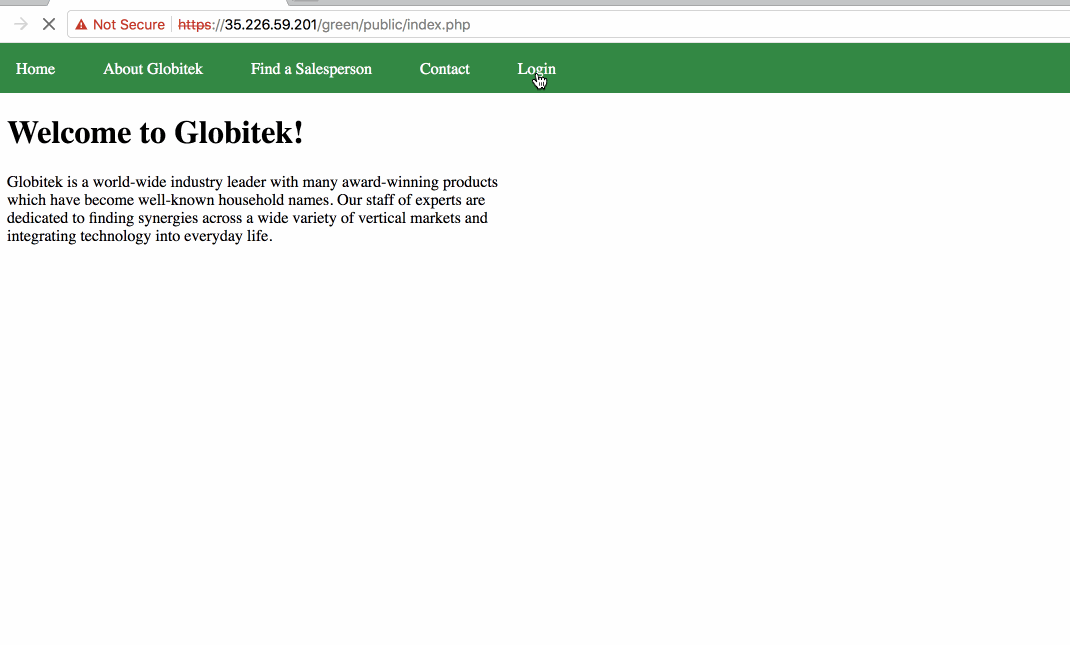 Not Secure https://35.226.59.201/green/public/index.php
Home About Globitek Find a Salesperson Contact Login
Welcome to Globitek!
Globitek is a world-wide industry leader with many award-winning products
which have become well-known household names. Our staff of experts are
dedicated to finding synergies across a wide variety of vertical markets and
integrating technology into everyday life.